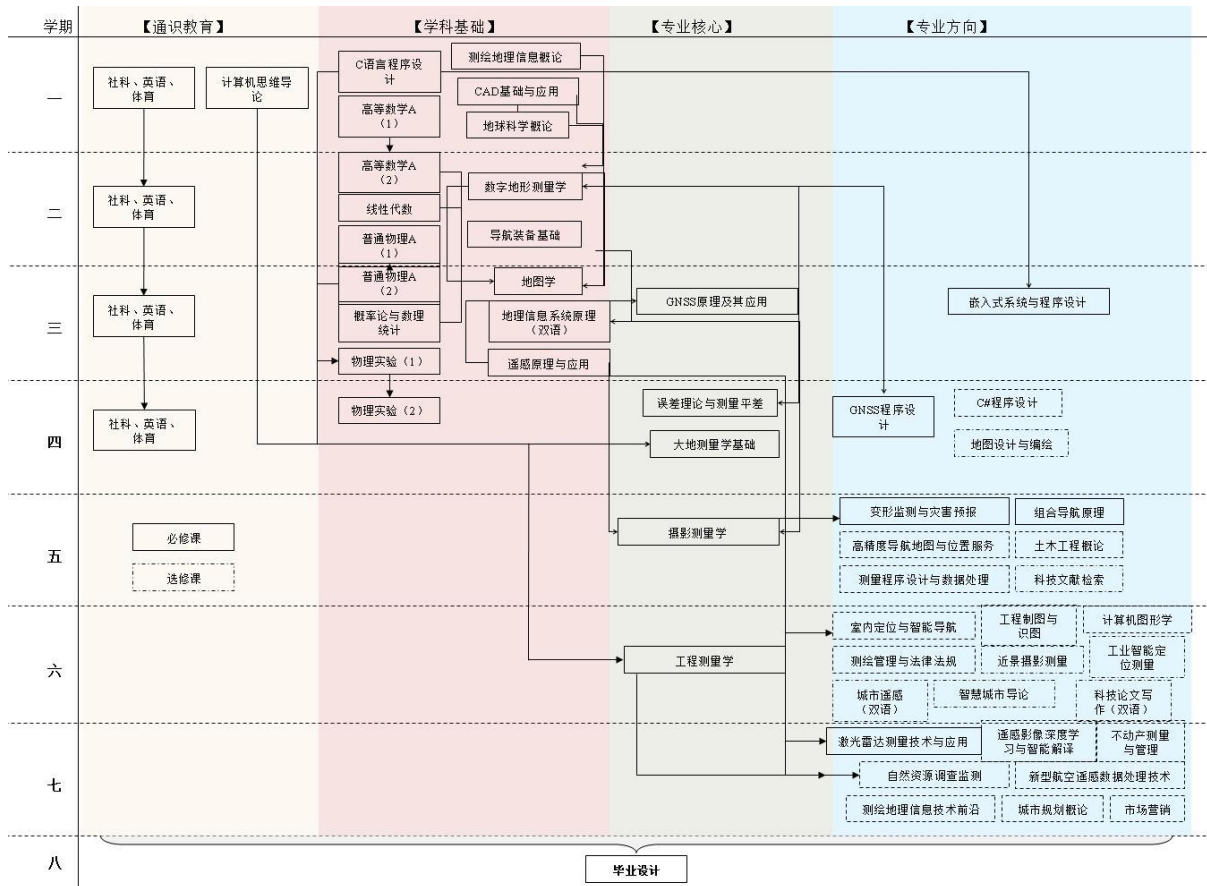 学期
【通识教育】
【学科基础】
【专业核心】
【专业方向】
一
社科、英语、
体育
计算机思维导
论
C语言程序设
计
测绘地理信息概论
CAD基础与应用
高等数学A
（1）
地球科学概论
二
社科、英语、
体育
高等数学A
（2）
数字地形测量学
线性代数
普通物理A
（1）
导航装备基础
三
社科、英语、
体育
普通物理A
（2）
地图学
GNSS原理及其应用
嵌入式系统与程序设计
概率论与数理
统计
地理信息系统原理
（双语）
物理实验（1）
遥感原理与应用
四
社科、英语、
体育
物理实验（2）
误差理论与测量平差
大地测量学基础
GNSS程序设
计
C#程序设计
地图设计与编绘
五
必修课
选修课
摄影测量学
变形监测与灾害预报
组合导航原理
高精度导航地图与位置服务
土木工程概论
测量程序设计与数据处理
科技文献检索
六
工程测量学
室内定位与智能导航
工程制图与
识图
计算机图形学
测绘管理与法律法规
近景摄影测量
工业智能定
位测量
城市遥感
（双语）
智慧城市导论
科技论文写
作（双语）
七
激光雷达测量技术与应用
遥感影像深度学
习与智能解译
不动产测量
与管理
自然资源调查监测
新型航空遥感数据处理技术
测绘地理信息技术前沿
城市规划概论
市场营销
八
毕业设计